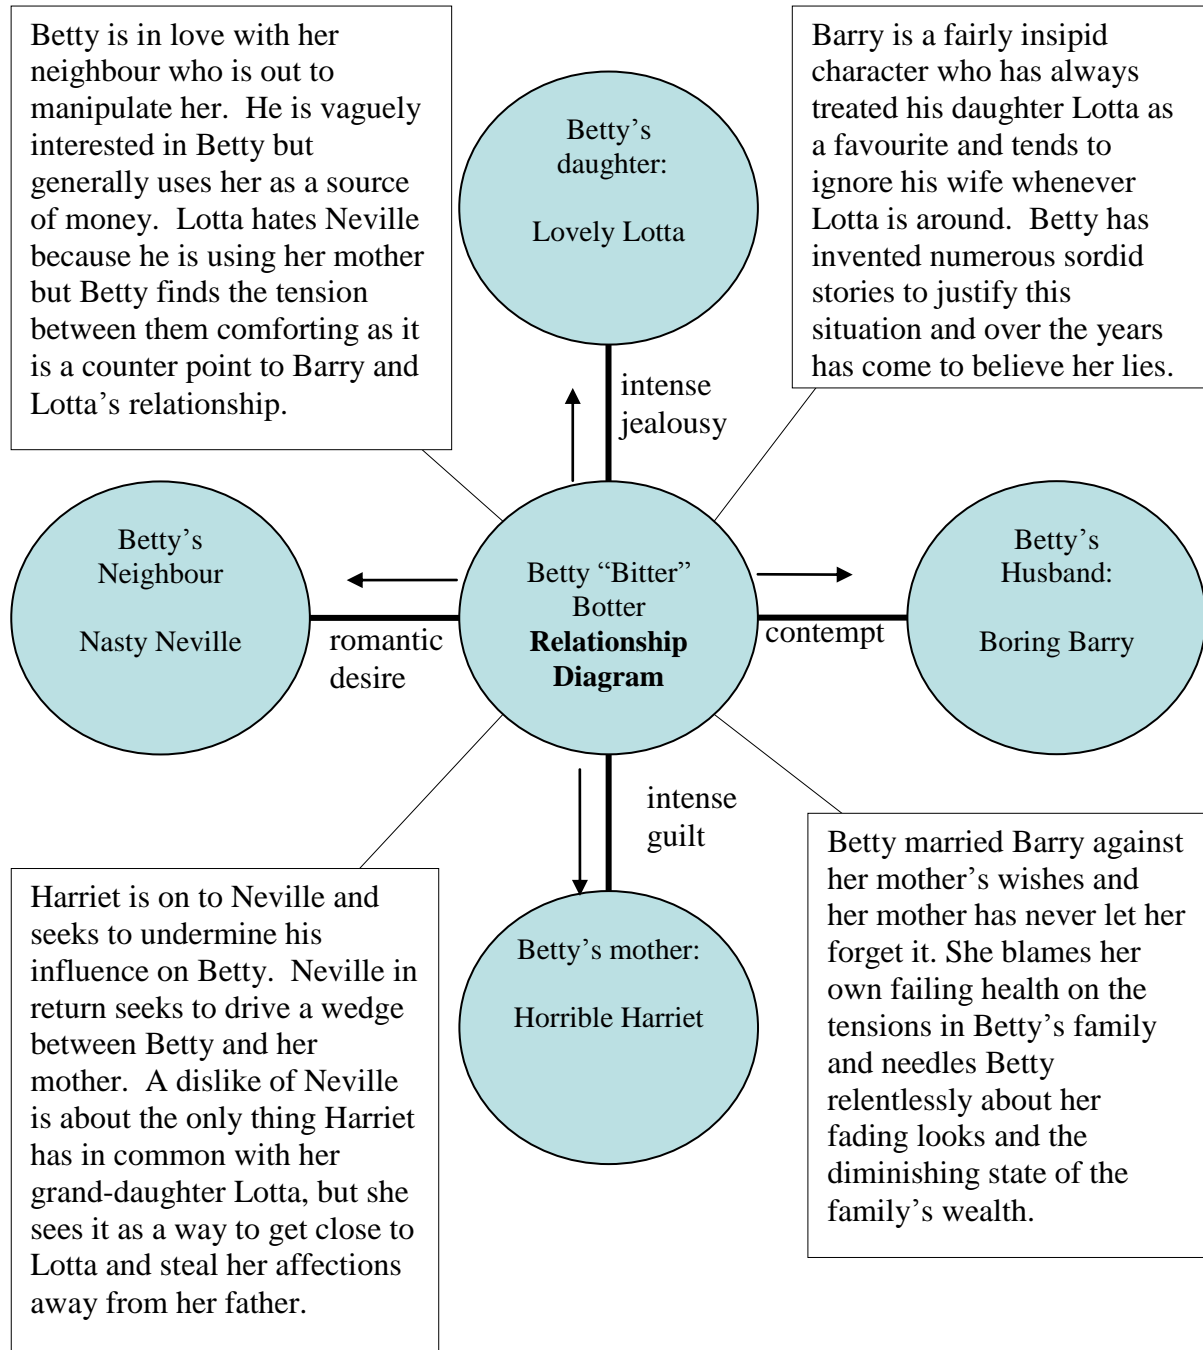 Betty is in love with her
neighbour who is out to
manipulate her.  He is vaguely
interested in Betty but
generally uses her as a source
of money.  Lotta hates Neville
because he is using her mother
but Betty finds the tension
between them comforting as it
is a counter point to Barry and
Lotta’s relationship.
Betty’s
daughter:
Lovely Lotta
Barry is a fairly insipid
character who has always
treated his daughter Lotta as
a favourite and tends to
ignore his wife whenever
Lotta is around.  Betty has
invented numerous sordid
stories to justify this
situation and over the years
has come to believe her lies.
intense
jealousy
Betty’s
Neighbour
Nasty Neville
romantic
desire
Betty “Bitter”
Botter
Relationship
Diagram
contempt
Betty’s
Husband:
Boring Barry
intense
guilt
Harriet is on to Neville and
seeks to undermine his
influence on Betty.  Neville in
return seeks to drive a wedge
between Betty and her
mother.  A dislike of Neville
is about the only thing Harriet
has in common with her
grand-daughter Lotta, but she
sees it as a way to get close to
Lotta and steal her affections
away from her father.
Betty’s mother:
Horrible Harriet
Betty married Barry against
her mother’s wishes and
her mother has never let her
forget it. She blames her
own failing health on the
tensions in Betty’s family
and needles Betty
relentlessly about her
fading looks and the
diminishing state of the
family’s wealth.